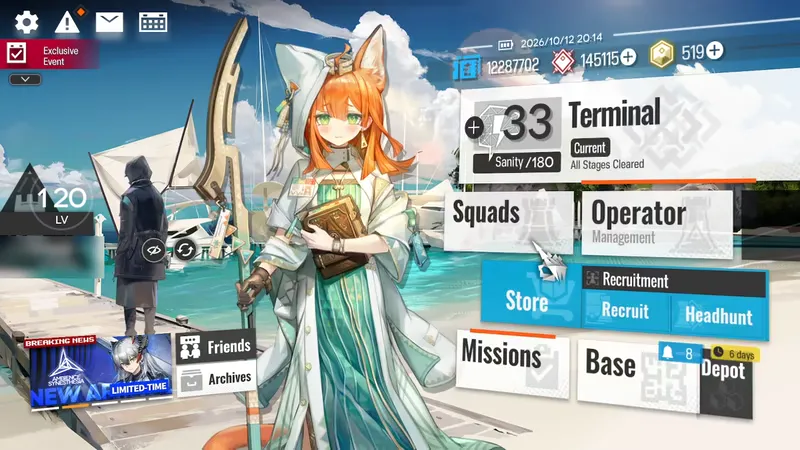 Exclusive
Event
2026/10/12 20:14
12287702
145115
519
33
Sanity/180
Terminal
Current
All Stages Cleared
120
LV
Squads
Operator
Management
Store
Recruitment
Recruit
Headhunt
BREAKING NEWS
AMBIENCE
SYNESTHESIA
LIMITED-TIME
Friends
Archives
Missions
Base
8
6 days
Depot